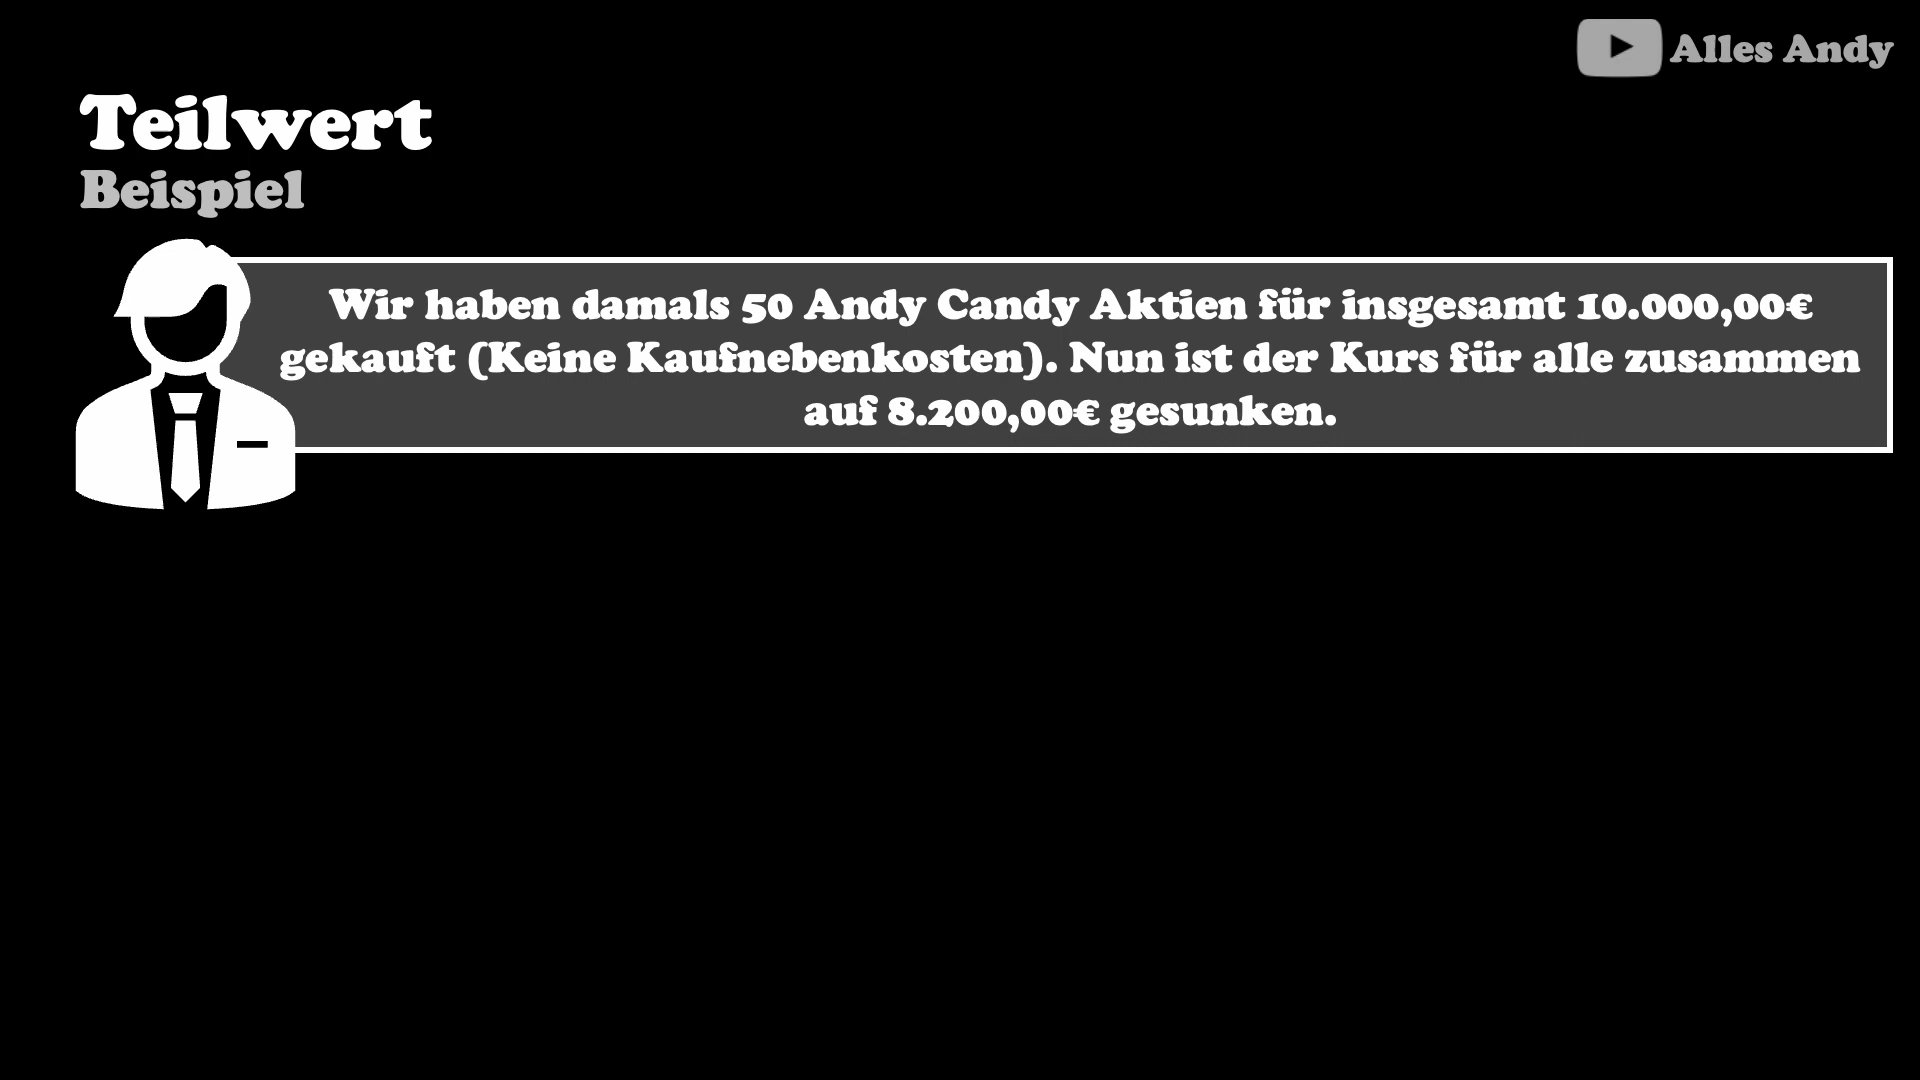 Alles Andy
Teilwert
Beispiel
Wir haben damals 50 Andy Candy Aktien für insgesamt 10.000,00€
gekauft (Keine Kaufnebenkosten). Nun ist der Kurs für alle zusammen
auf 8.200,00€ gesunken.